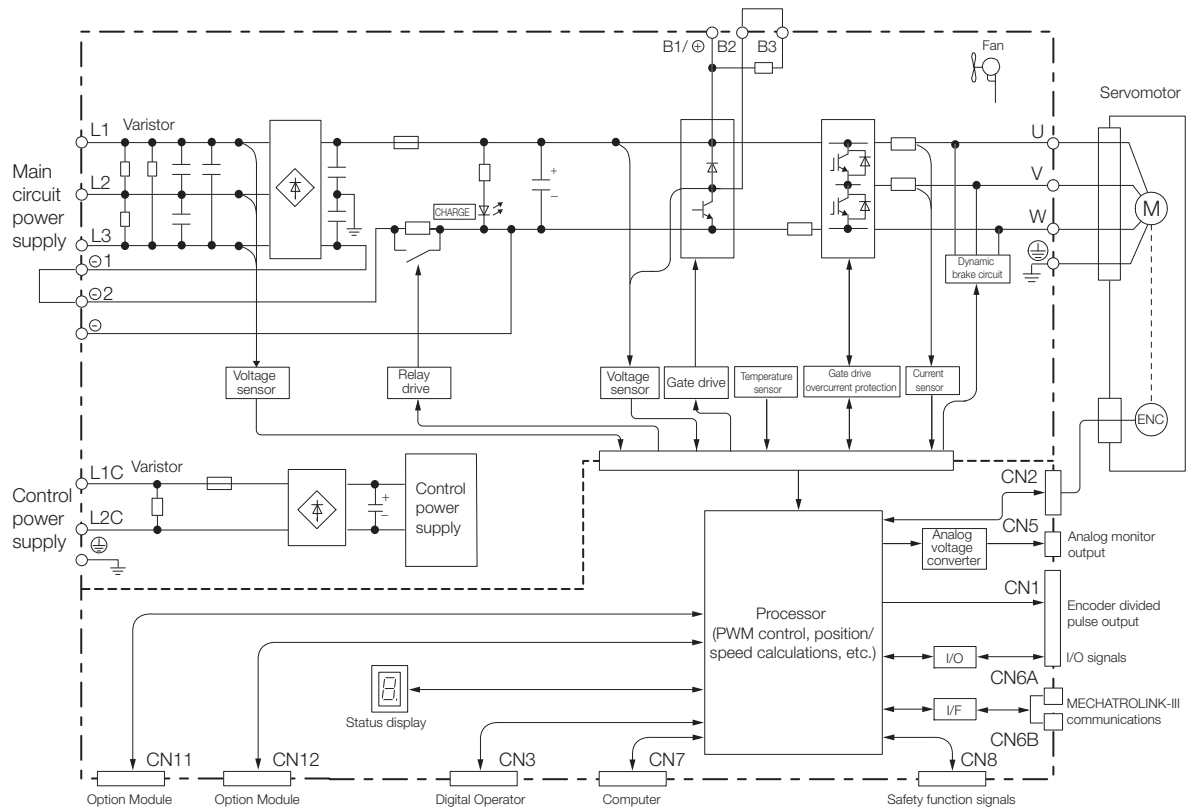 B1/ ⊕ B2 B3
Fan
Servomotor
Main
circuit
power
supply
L1
Varistor
L2
L3
⊖ 1
⊖ 2
⊖
CHARGE
+
–
U
V
W
M
Dynamic
brake circuit
Voltage
sensor
Relay
drive
Voltage
sensor
Gate drive
Temperature
sensor
Gate drive
overcurrent protection
Current
sensor
ENC
Control
power
supply
L1C
Varistor
L2C
+
–
Control
power
supply
CN2
CN5
Analog
voltage
converter
Analog monitor
output
Processor
(PWM control, position/
speed calculations, etc.)
CN1
Encoder divided
pulse output
I/O
I/O signals
CN6A
I/F
MECHATROLINK-III
communications
CN6B
8.
Status display
CN11
Option Module
CN12
Option Module
CN3
Digital Operator
CN7
Computer
CN8
Safety function signals